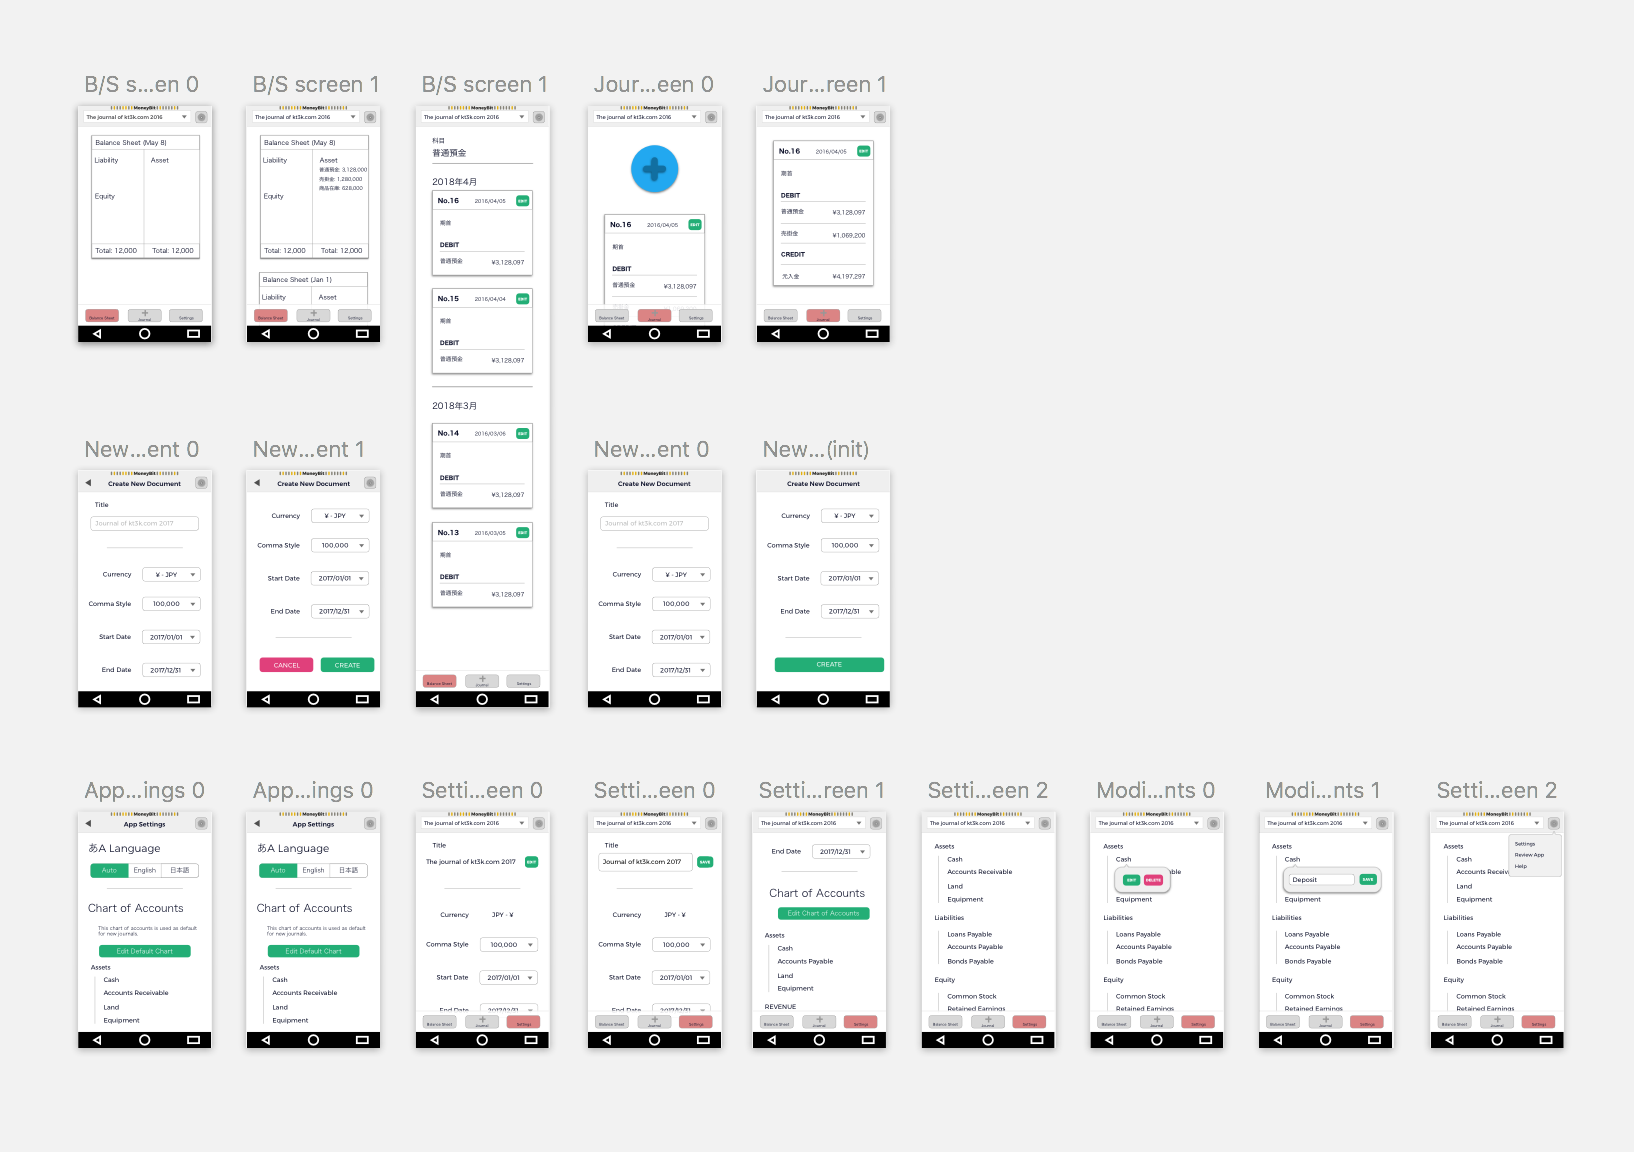 B/S s...en 0
MoneyBit
The journal of kt3k.com 2016
Balance Sheet (May 8)
Liability Asset
Equity
Total: 12,000 Total: 12,000
Balance Sheet
Journal
Settings
B/S screen 1
MoneyBit
The journal of kt3k.com 2016
Balance Sheet (May 8)
Liability Asset
普通預金: 3,128,000
売掛金: 1,280,000
商品在庫: 628,000
Equity
Total: 12,000 Total: 12,000
Balance Sheet (Jan 1)
Liability Asset
Balance Sheet
Journal
Settings
B/S screen 1
MoneyBit
The journal of kt3k.com 2016
科目
普通預金
2018年4月
No.16 2016/04/05 EDIT
期首
DEBIT
普通預金 ¥3,128,097
No.15 2016/04/04 EDIT
期首
DEBIT
普通預金 ¥3,128,097
2018年3月
No.14 2016/03/06 EDIT
期首
DEBIT
普通預金 ¥3,128,097
No.13 2016/03/05 EDIT
期首
DEBIT
普通預金 ¥3,128,097
Balance Sheet
Journal
Settings
Jour...een 0
MoneyBit
The journal of kt3k.com 2016
No.16 2016/04/05 EDIT
期首
DEBIT
普通預金 ¥3,128,097
Balance Sheet
Journal
Settings
Jour...reen 1
MoneyBit
The journal of kt3k.com 2016
No.16 2016/04/05 EDIT
期首
DEBIT
普通預金 ¥3,128,097
売掛金 ¥1,069,200
CREDIT
元入金 ¥4,197,297
Balance Sheet
Journal
Settings
New...ent 0
MoneyBit
Create New Document
Title
Journal of kt3k.com 2017
Currency ¥ - JPY
Comma Style 100,000
Start Date 2017/01/01
End Date 2017/12/31
New...ent 1
MoneyBit
Create New Document
Currency ¥ - JPY
Comma Style 100,000
Start Date 2017/01/01
End Date 2017/12/31
CANCEL CREATE
New...ent 0
MoneyBit
Create New Document
Title
Journal of kt3k.com 2017
Currency ¥ - JPY
Comma Style 100,000
Start Date 2017/01/01
End Date 2017/12/31
New...(init)
MoneyBit
Create New Document
Currency ¥ - JPY
Comma Style 100,000
Start Date 2017/01/01
End Date 2017/12/31
CREATE
App...ings 0
MoneyBit
App Settings
あA Language
Auto English 日本語
Chart of Accounts
This chart of accounts is used as default
for new journals.
Edit Default Chart
Assets
Cash
Accounts Receivable
Land
Equipment
App...ings 0
MoneyBit
App Settings
あA Language
Auto English 日本語
Chart of Accounts
This chart of accounts is used as default
for new journals.
Edit Default Chart
Assets
Cash
Accounts Receivable
Land
Equipment
Setti...een 0
MoneyBit
The journal of kt3k.com 2016
Title
The journal of kt3k.com 2017 EDIT
Currency JPY - ¥
Comma Style 100,000
Start Date 2017/01/01
End Date 2017/12/31
Balance Sheet
Journal
Settings
Setti...een 0
MoneyBit
The journal of kt3k.com 2016
Title
Journal of kt3k.com 2017 SAVE
Currency JPY - ¥
Comma Style 100,000
Start Date 2017/01/01
End Date 2017/12/31
Balance Sheet
Journal
Settings
Setti...reen 1
MoneyBit
The journal of kt3k.com 2016
End Date 2017/12/31
Chart of Accounts
Edit Chart of Accounts
Assets
Cash
Accounts Payable
Land
Equipment
REVENUE
Balance Sheet
Journal
Settings
Setti...een 2
MoneyBit
The journal of kt3k.com 2016
Assets
Cash
Accounts Receivable
Land
Equipment
Liabilities
Loans Payable
Accounts Payable
Bonds Payable
Equity
Common Stock
Retained Earnings
Balance Sheet
Journal
Settings
Modi...nts 0
MoneyBit
The journal of kt3k.com 2016
Assets
Cash
ble
EDIT DELETE
Equipment
Liabilities
Loans Payable
Accounts Payable
Bonds Payable
Equity
Common Stock
Retained Earnings
Balance Sheet
Journal
Settings
Modi...nts 1
MoneyBit
The journal of kt3k.com 2016
Assets
Cash
Deposit SAVE
Equipment
Liabilities
Loans Payable
Accounts Payable
Bonds Payable
Equity
Common Stock
Retained Earnings
Balance Sheet
Journal
Settings
Setti...een 2
MoneyBit
The journal of kt3k.com 2016
Settings
Review App
Help
Assets
Cash
Accounts Receiv
Land
Equipment
Liabilities
Loans Payable
Accounts Payable
Bonds Payable
Equity
Common Stock
Retained Earnings
Balance Sheet
Journal
Settings